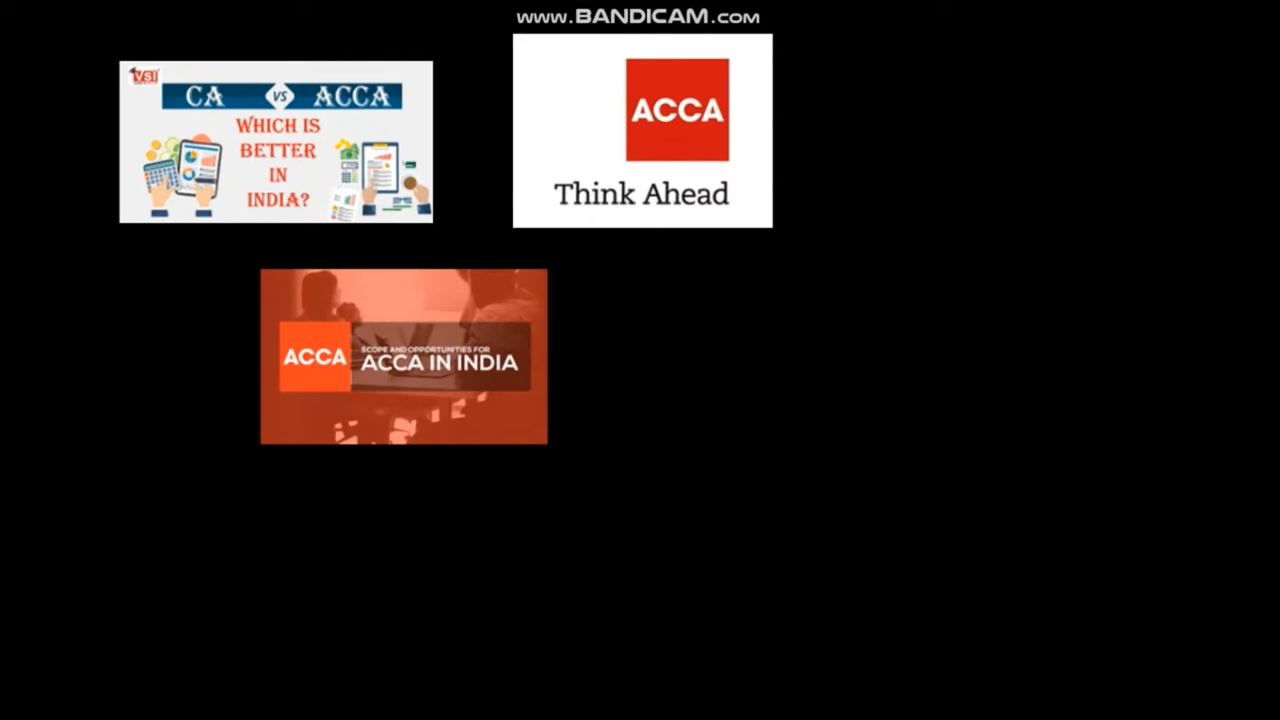 www.BANDICAM.com
VSI
CA VS ACCA
WHICH IS
BETTER
IN
INDIA?
ACCA
Think Ahead
ACCA
SCOPE AND OPPORTUNITIES FOR
ACCA IN INDIA